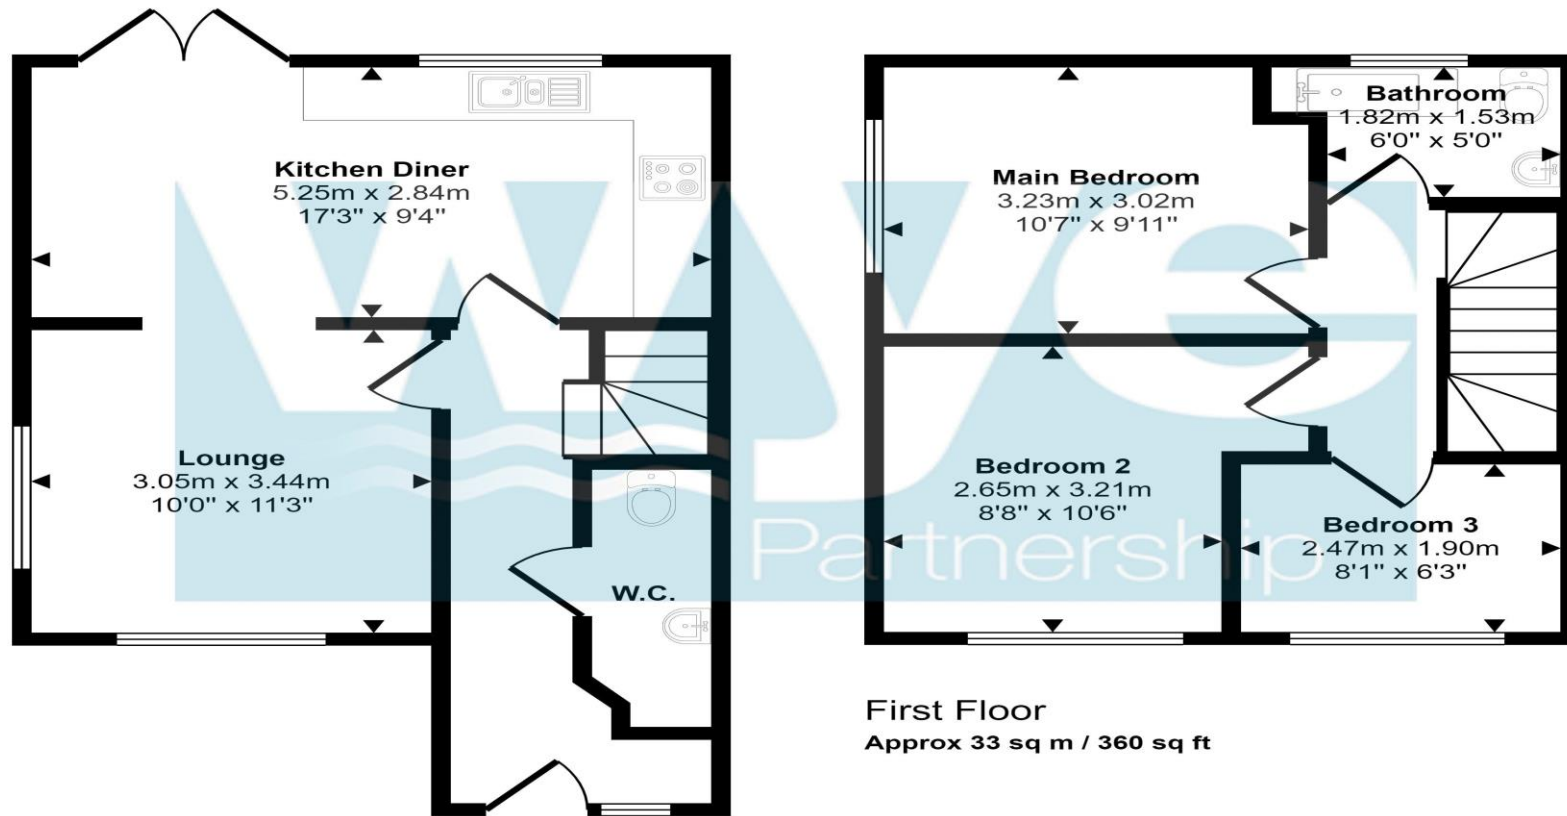 Kitchen Diner
5.25m x 2.84m
17'3" x 9'4"
Lounge
3.05m x 3.44m
10'0" x 11'3"
W.C.
Main Bedroom
3.23m x 3.02m
10'7" x 9'11"
Bathroom
1.82m x 1.53m
6'0" x 5'0"
Bedroom 2
2.65m x 3.21m
8'8" x 10'6"
Bedroom 3
2.47m x 1.90m
8'1" x 6'3"
wye
Partnership
First Floor
Approx 33 sq m / 360 sq ft